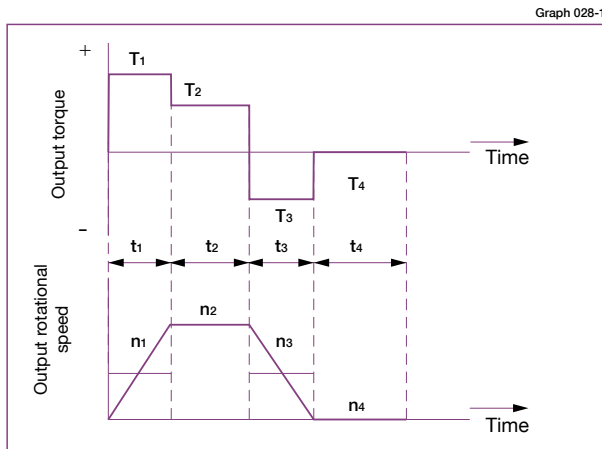 Graph 028-1
+
T1
T2
Output torque
Time
T4
T3
−
t1 t2 t3 t4
n2
n1 n3
Output rotational
speed
n4
Time